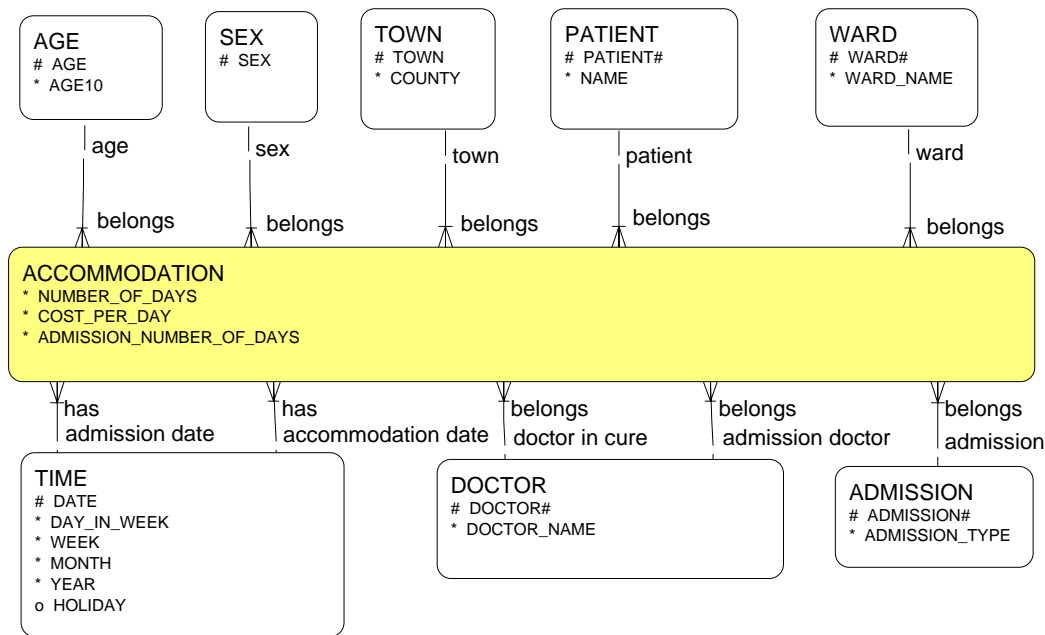 AGE
# AGE
* AGE10
SEX
# SEX
TOWN
# TOWN
* COUNTY
PATIENT
# PATIENT#
* NAME
WARD
# WARD#
* WARD_NAME
age
sex
town
patient
ward
belongs
belongs
belongs
belongs
belongs
ACCOMMODATION
* NUMBER_OF_DAYS
* COST_PER_DAY
* ADMISSION_NUMBER_OF_DAYS
has
admission date
has
accommodation date
belongs
doctor in cure
belongs
admission doctor
belongs
admission
TIME
# DATE
* DAY_IN_WEEK
* WEEK
* MONTH
* YEAR
o HOLIDAY
DOCTOR
# DOCTOR#
* DOCTOR_NAME
ADMISSION
# ADMISSION#
* ADMISSION_TYPE